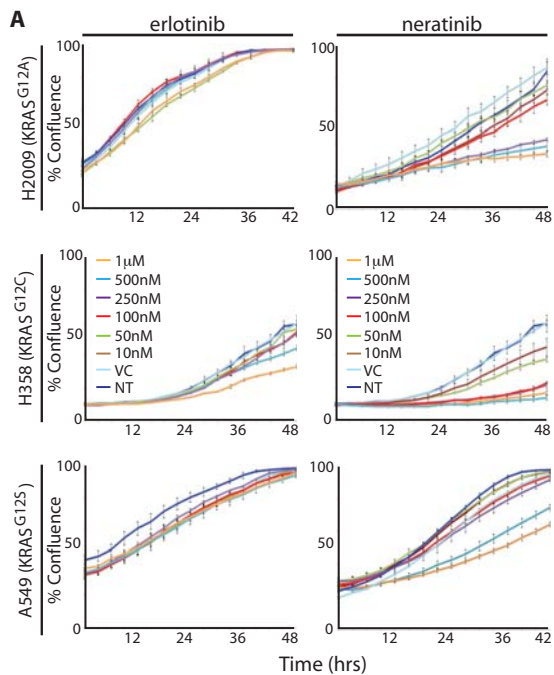 A
erlotinib
neratinib
H2009 (KRAS G12A)
% Confluence
100
50
0
12
24
36
42
100
50
0
12
24
36
48
H358 (KRAS G12C)
% Confluence
100
50
0
1µM
500nM
250nM
100nM
50nM
10nM
VC
NT
12
24
36
48
100
50
0
1µM
500nM
250nM
100nM
50nM
10nM
VC
NT
12
24
36
48
A549 (KRAS G12S)
% Confluence
100
50
0
12
24
36
48
100
50
0
12
24
36
42
Time (hrs)